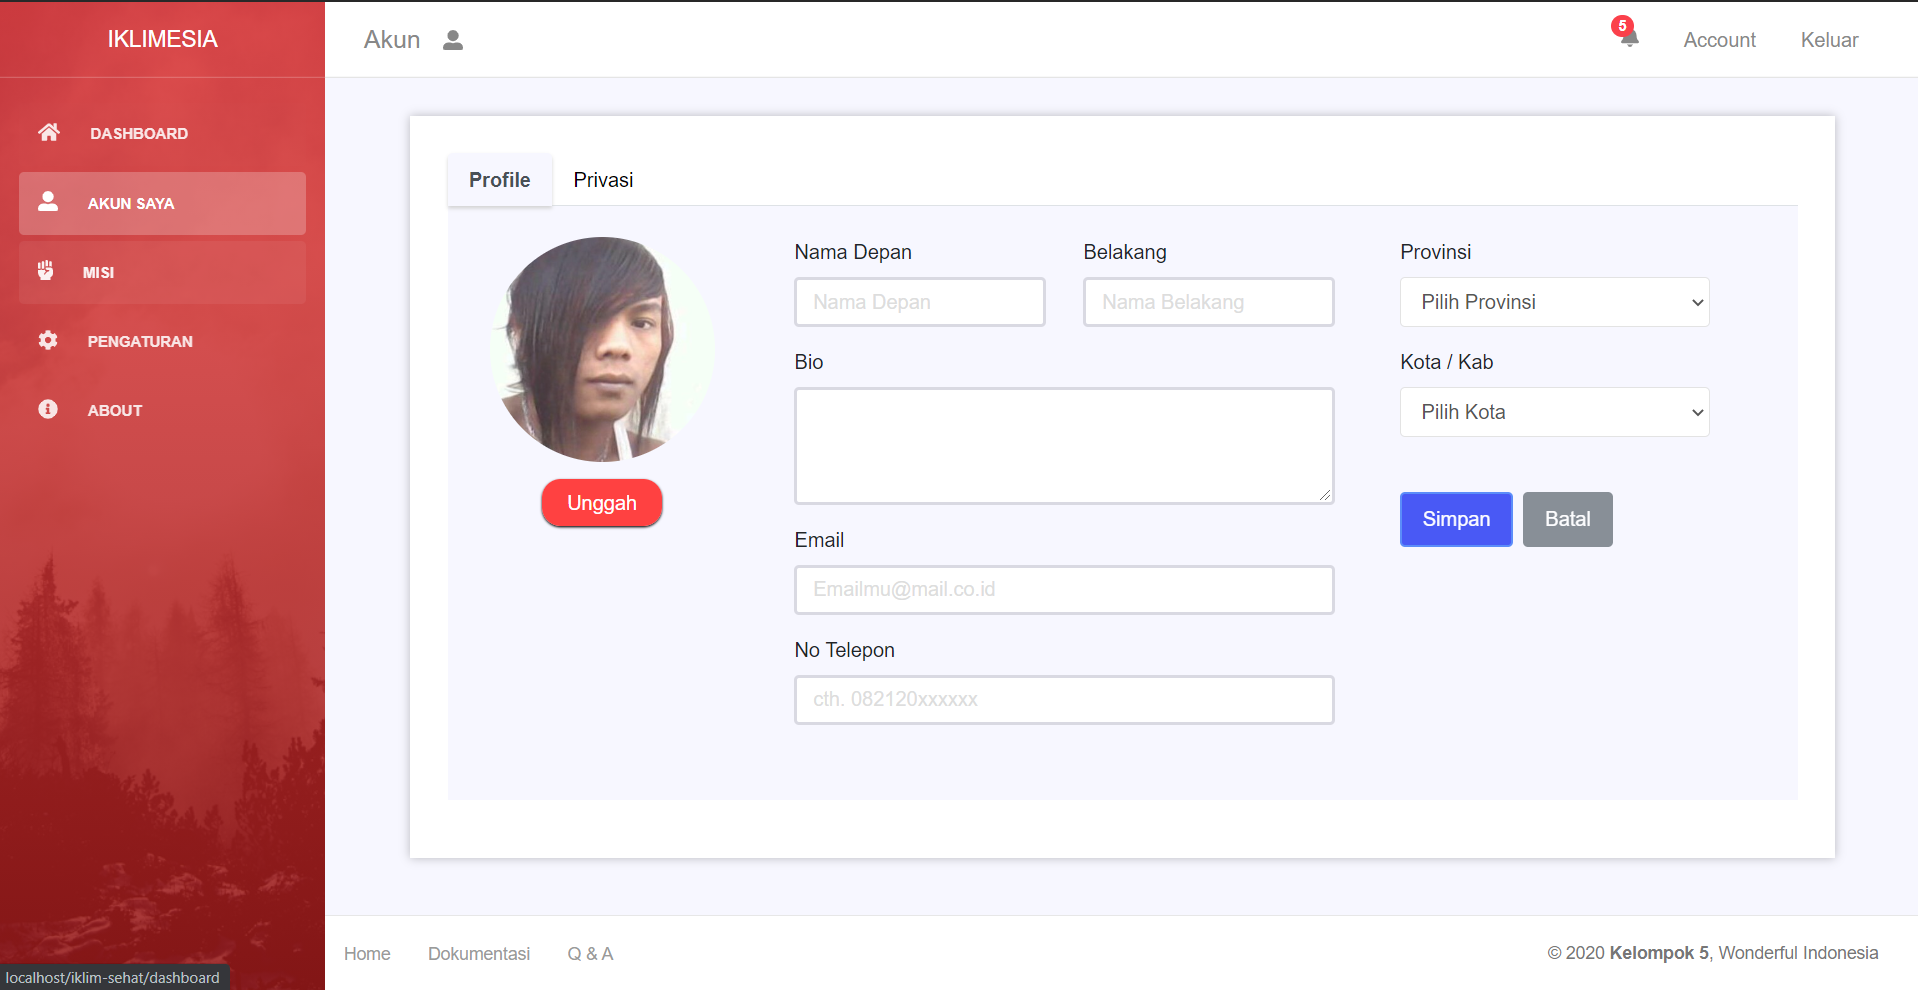 IKLIMESIA
DASHBOARD
AKUN SAYA
MISI
PENGATURAN
ABOUT
Akun
5
Account
Keluar
Profile
Privasi
Unggah
Nama Depan
Nama Depan
Belakang
Nama Belakang
Bio
Email
Emailmu@mail.co.id
No Telepon
cth. 082120xxxxxx
Provinsi
Pilih Provinsi
Kota / Kab
Pilih Kota
Simpan
Batal
Home
Dokumentasi
Q & A
© 2020 Kelompok 5, Wonderful Indonesia
localhost/iklim-sehat/dashboard